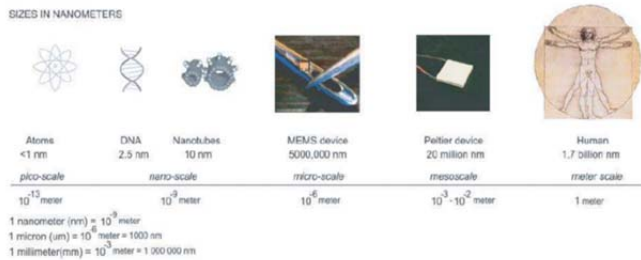 SIZES IN NANOMETERS
Atoms DNA Nanotubes MEMS device Peltier device Human
<1 nm 2.5 nm 10 nm 5000,000 nm 20 million nm 1.7 billion nm
pico-scale nano-scale micro-scale mesoscale meter scale
10^-13 meter 10^-9 meter 10^-6 meter 10^-3 - 10^-2 meter 1 meter
1 nanometer (nm) = 10^-9 meter
1 micron (um) = 10^-6 meter = 1000 nm
1 millimeter(mm) = 10^-3 meter = 1 000 000 nm